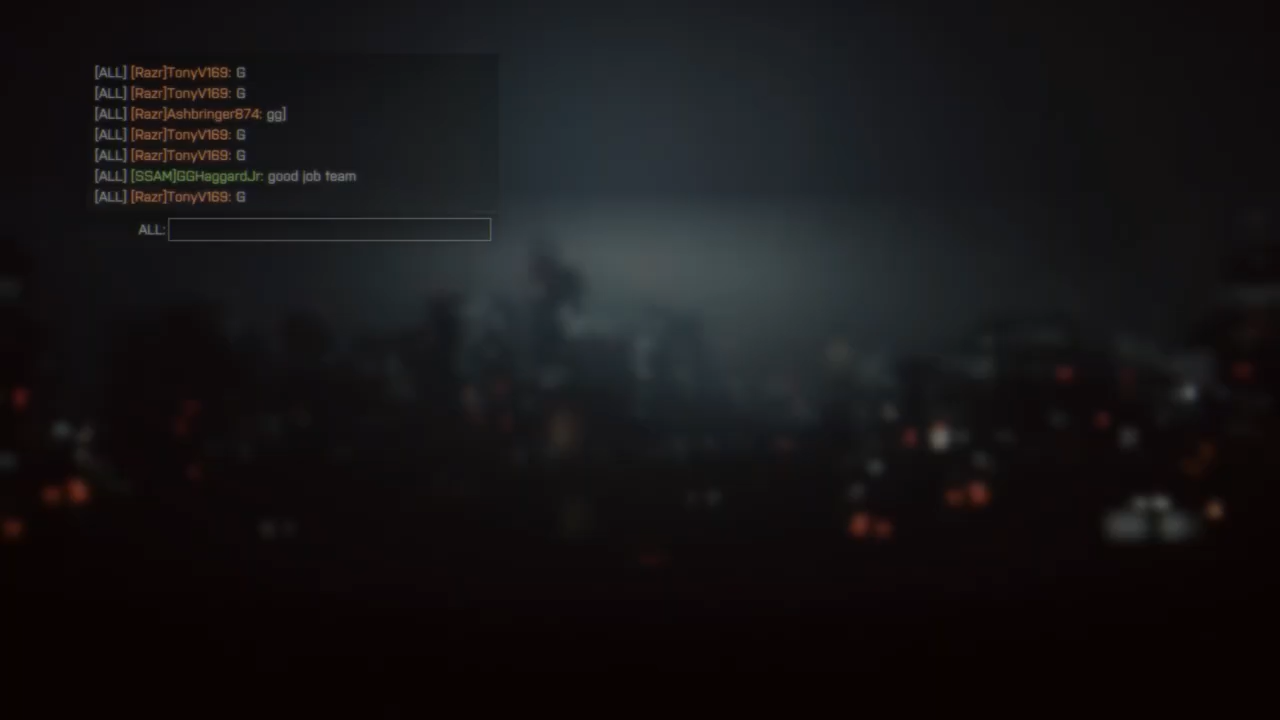 [ALL] [Razr]TonyV169: G
[ALL] [Razr]TonyV169: G
[ALL] [Razr]Ashbringer874: gg]
[ALL] [Razr]TonyV169: G
[ALL] [Razr]TonyV169: G
[ALL] [SSAM]GGHaggardJr: good job team
[ALL] [Razr]TonyV169: G
ALL: